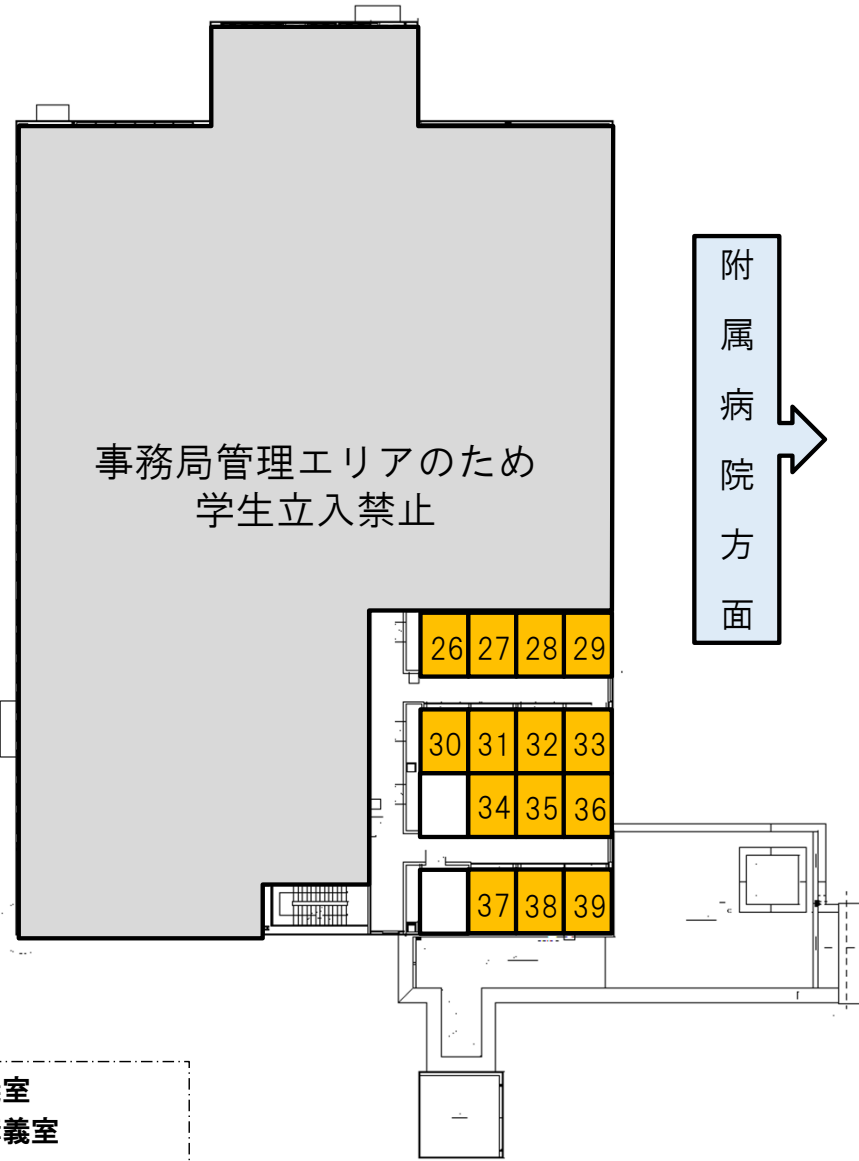 附属病院方面
事務局管理エリアのため
学生立入禁止
26 27 28 29
30 31 32 33
34 35 36
37 38 39
室
義室